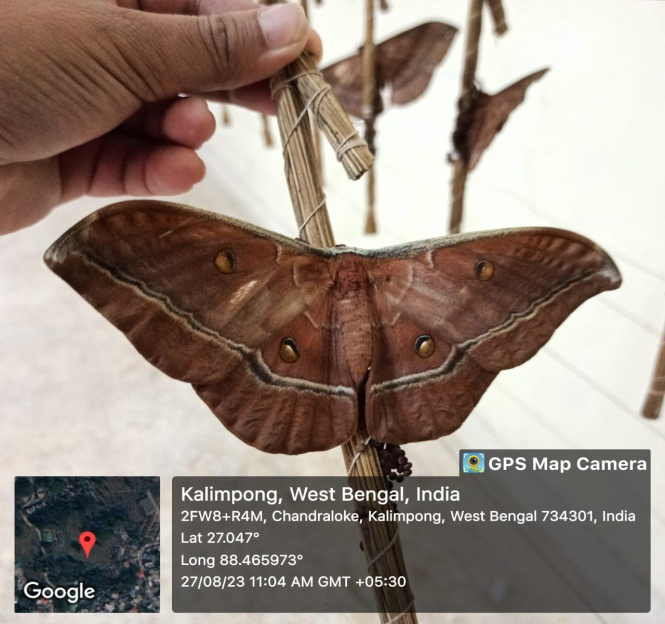 GPS Map Camera
Kalimpong, West Bengal, India
2FW8+R4M, Chandraloke, Kalimpong, West Bengal 734301, India
Lat 27.047°
Long 88.465973°
27/08/23 11:04 AM GMT +05:30
Google